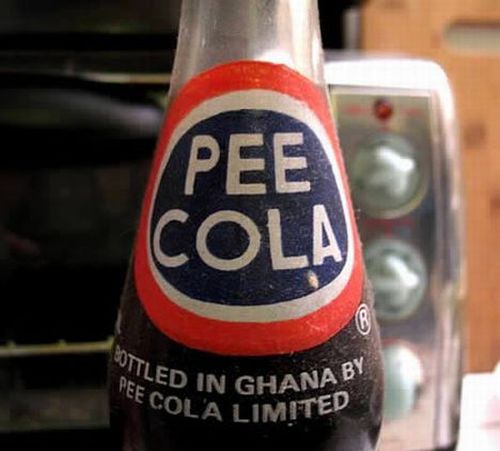 PEE
COLA
®
BOTTLED IN GHANA BY
PEE COLA LIMITED